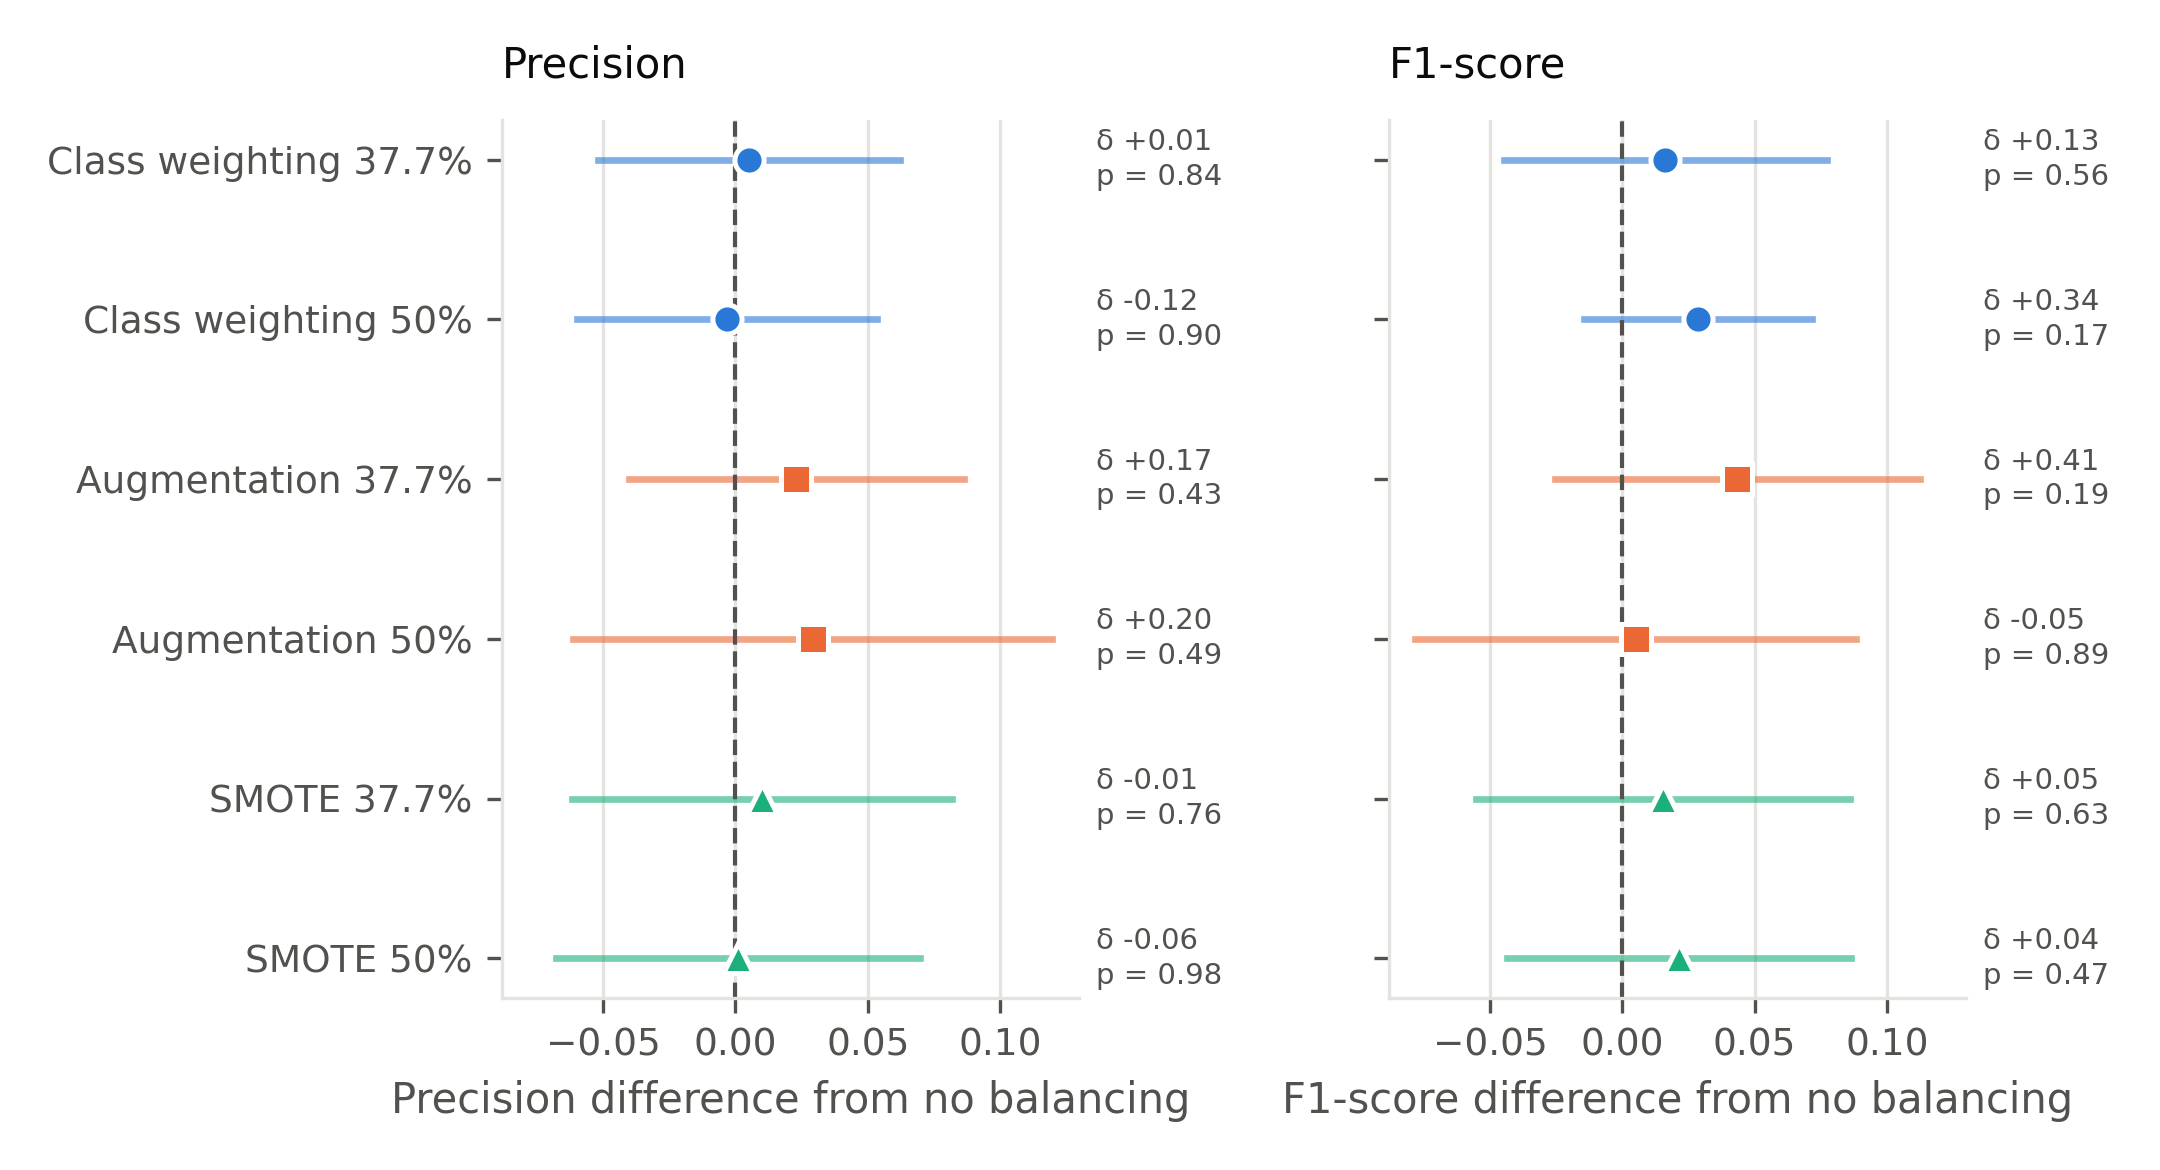 Precision
F1-score
Class weighting 37.7%
δ +0.01
p = 0.84
δ +0.13
p = 0.56
Class weighting 50%
δ -0.12
p = 0.90
δ +0.34
p = 0.17
Augmentation 37.7%
δ +0.17
p = 0.43
δ +0.41
p = 0.19
Augmentation 50%
δ +0.20
p = 0.49
δ -0.05
p = 0.89
SMOTE 37.7%
δ -0.01
p = 0.76
δ +0.05
p = 0.63
SMOTE 50%
δ -0.06
p = 0.98
δ +0.04
p = 0.47
−0.05 0.00 0.05 0.10
−0.05 0.00 0.05 0.10
Precision difference from no balancing
F1-score difference from no balancing